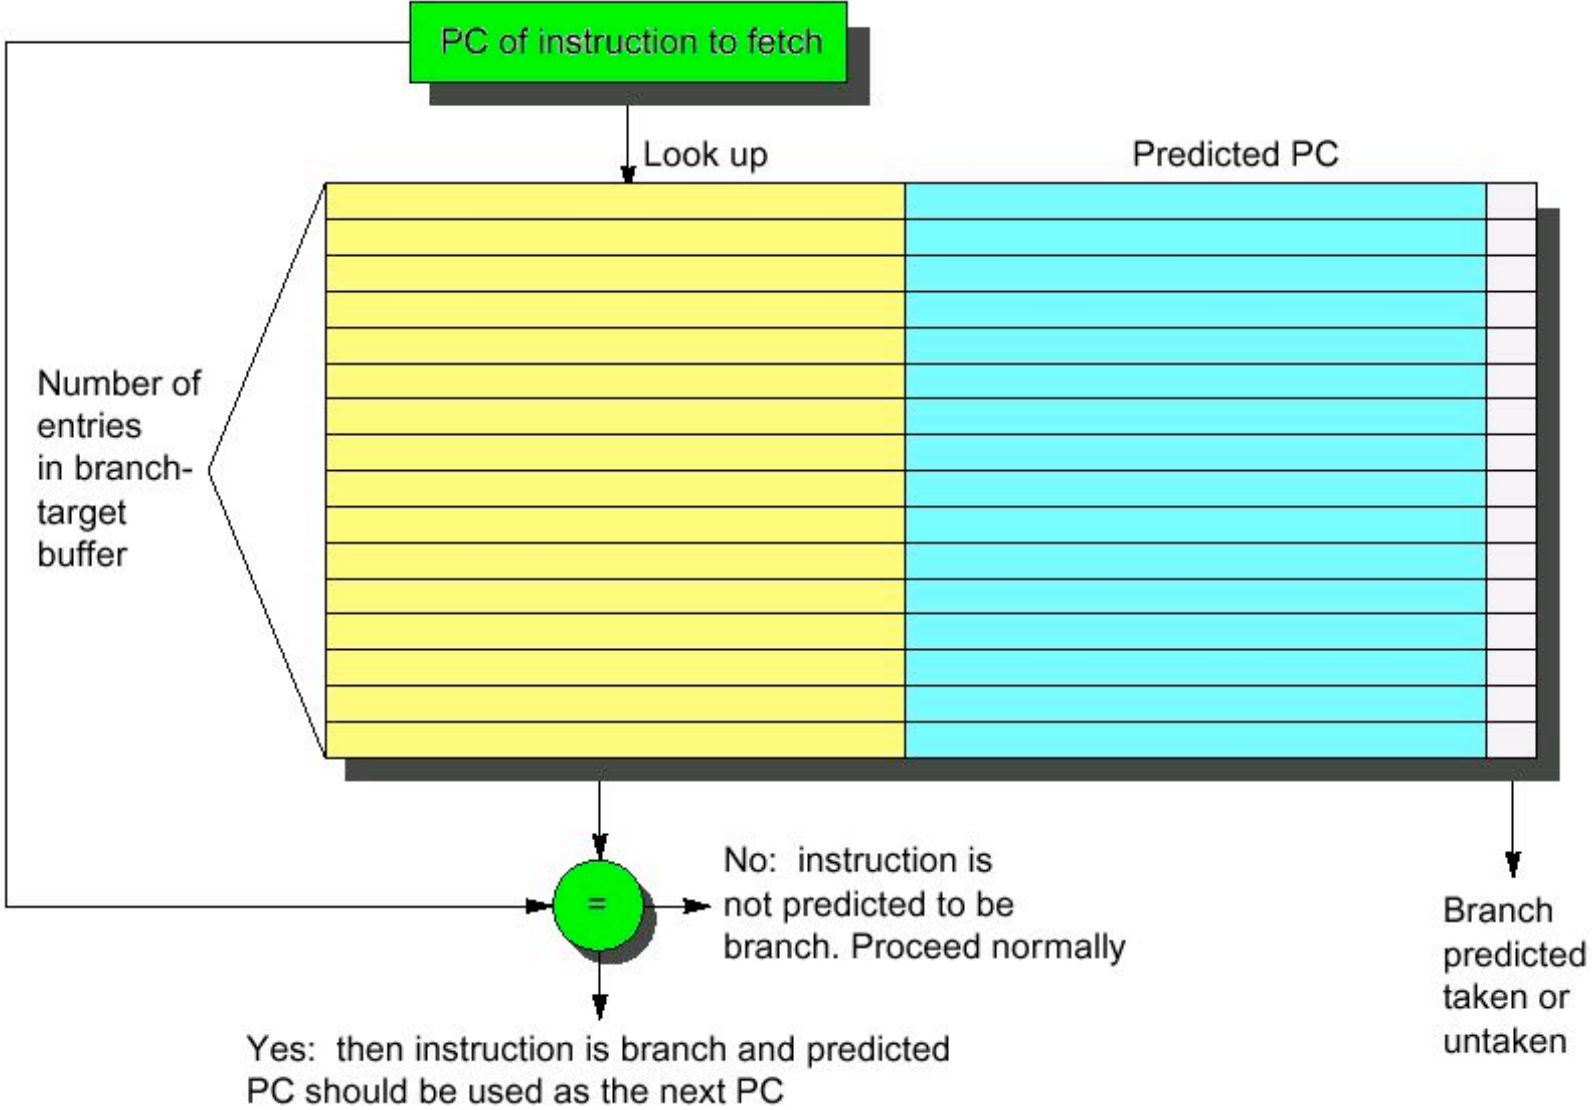 PC of instruction to fetch
Look up
Predicted PC
Number of
entries
in branch-
target
buffer
=
No: instruction is
not predicted to be
branch. Proceed normally
Branch
predicted
taken or
untaken
Yes: then instruction is branch and predicted
PC should be used as the next PC